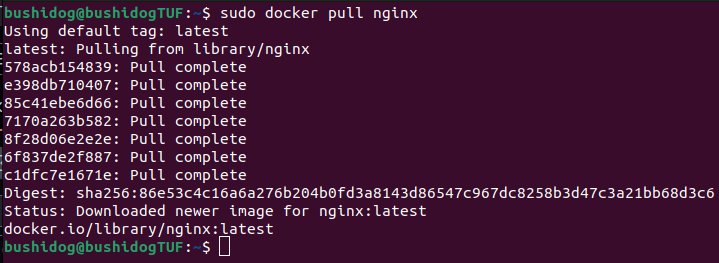 bushidog@bushidogTUF:~$ sudo docker pull nginx
Using default tag: latest
latest: Pulling from library/nginx
578acb154839: Pull complete
e398db710407: Pull complete
85c41ebe6d66: Pull complete
7170a263b582: Pull complete
8f28d06e2e2e: Pull complete
6f837de2f887: Pull complete
c1dfc7e1671e: Pull complete
Digest: sha256:86e53c4c16a6a276b204b0fd3a8143d86547c967dc8258b3d47c3a21bb68d3c6
Status: Downloaded newer image for nginx:latest
docker.io/library/nginx:latest
bushidog@bushidogTUF:~$